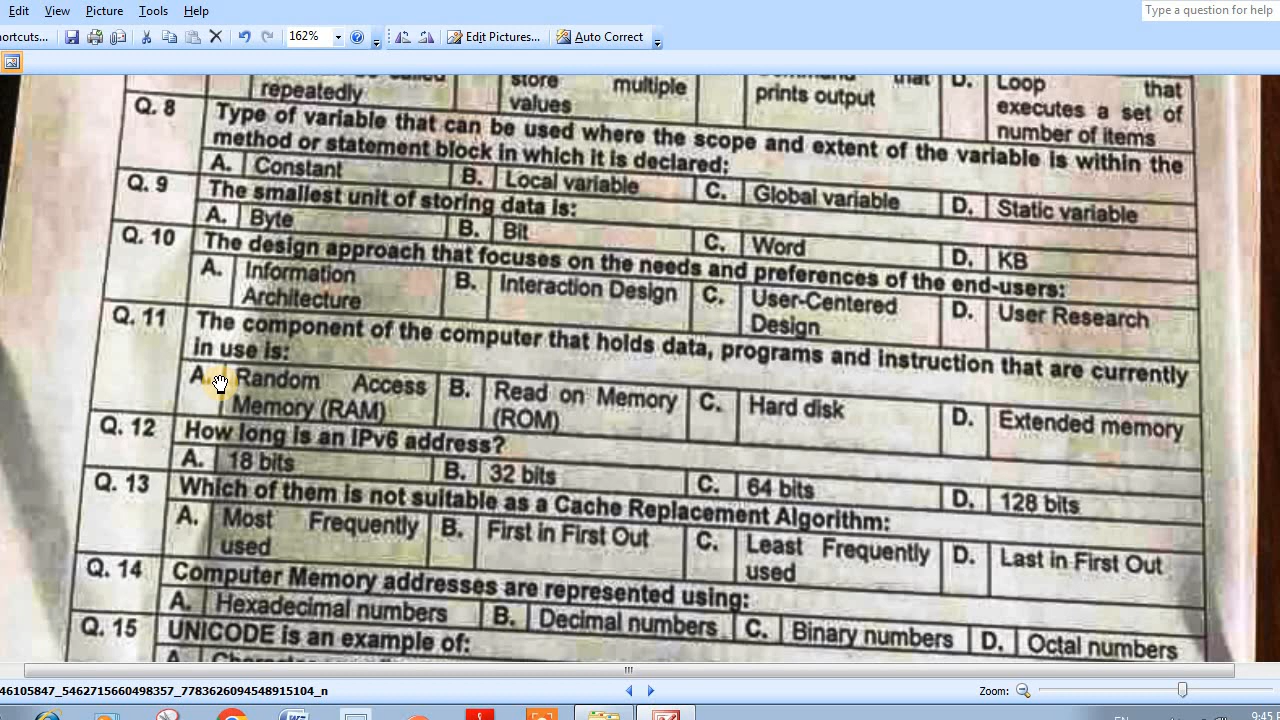 Edit View Picture Tools Help Type a question for help
ortcuts... 162% Edit Pictures... Auto Correct
repeatedly store multiple values that prints output D. Loop that executes a set of number of items
Q. 8 Type of variable that can be used where the scope and extent of the variable is within the
method or statement block in which it is declared;
A. Constant B. Local variable C. Global variable D. Static variable
Q. 9 The smallest unit of storing data is:
A. Byte B. Bit C. Word D. KB
Q. 10 The design approach that focuses on the needs and preferences of the end-users:
A. Information Architecture B. Interaction Design C. User-Centered Design D. User Research
Q. 11 The component of the computer that holds data, programs and instruction that are currently
in use is:
A. Random Access Memory (RAM) B. Read on Memory (ROM) C. Hard disk D. Extended memory
Q. 12 How long is an IPv6 address?
A. 18 bits B. 32 bits C. 64 bits D. 128 bits
Q. 13 Which of them is not suitable as a Cache Replacement Algorithm:
A. Most Frequently used B. First in First Out C. Least Frequently used D. Last in First Out
Q. 14 Computer Memory addresses are represented using:
A. Hexadecimal numbers B. Decimal numbers C. Binary numbers D. Octal numbers
Q. 15 UNICODE is an example of:
A.
46105847_5462715660498357_7783626094548915104_n Zoom:
EN 9:45